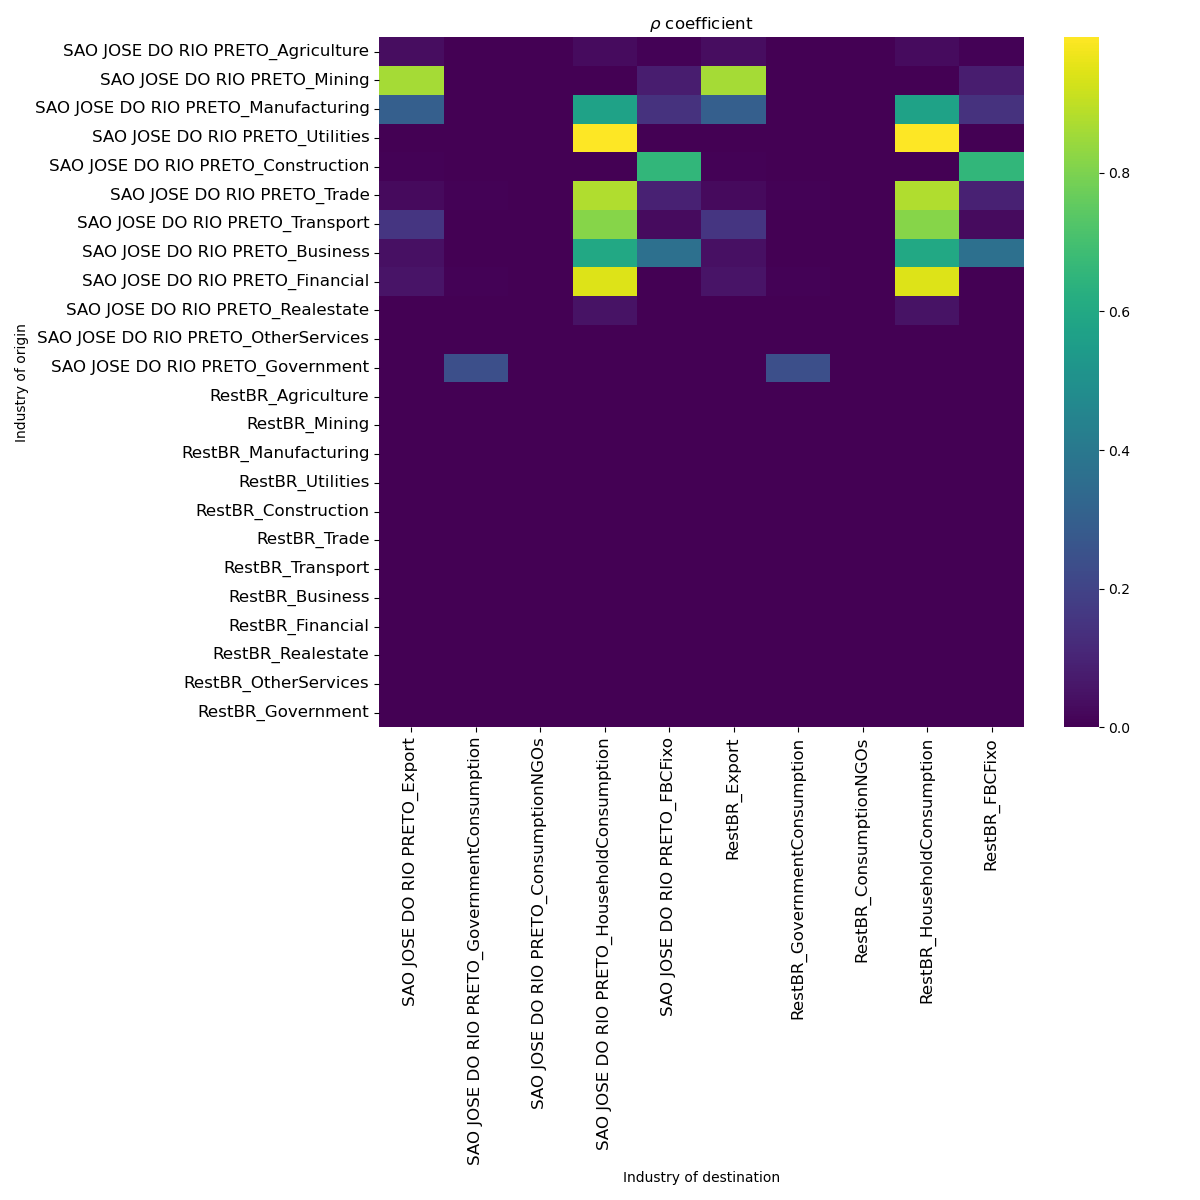 ρ coefficient
SAO JOSE DO RIO PRETO_Agriculture
SAO JOSE DO RIO PRETO_Mining
SAO JOSE DO RIO PRETO_Manufacturing
SAO JOSE DO RIO PRETO_Utilities
SAO JOSE DO RIO PRETO_Construction
SAO JOSE DO RIO PRETO_Trade
SAO JOSE DO RIO PRETO_Transport
SAO JOSE DO RIO PRETO_Business
SAO JOSE DO RIO PRETO_Financial
SAO JOSE DO RIO PRETO_Realestate
SAO JOSE DO RIO PRETO_OtherServices
SAO JOSE DO RIO PRETO_Government
RestBR_Agriculture
RestBR_Mining
RestBR_Manufacturing
RestBR_Utilities
RestBR_Construction
RestBR_Trade
RestBR_Transport
RestBR_Business
RestBR_Financial
RestBR_Realestate
RestBR_OtherServices
RestBR_Government
Industry of origin
SAO JOSE DO RIO PRETO_Export
SAO JOSE DO RIO PRETO_GovernmentConsumption
SAO JOSE DO RIO PRETO_ConsumptionNGOs
SAO JOSE DO RIO PRETO_HouseholdConsumption
SAO JOSE DO RIO PRETO_FBCFixo
RestBR_Export
RestBR_GovernmentConsumption
RestBR_ConsumptionNGOs
RestBR_HouseholdConsumption
RestBR_FBCFixo
Industry of destination
0.8
0.6
0.4
0.2
0.0